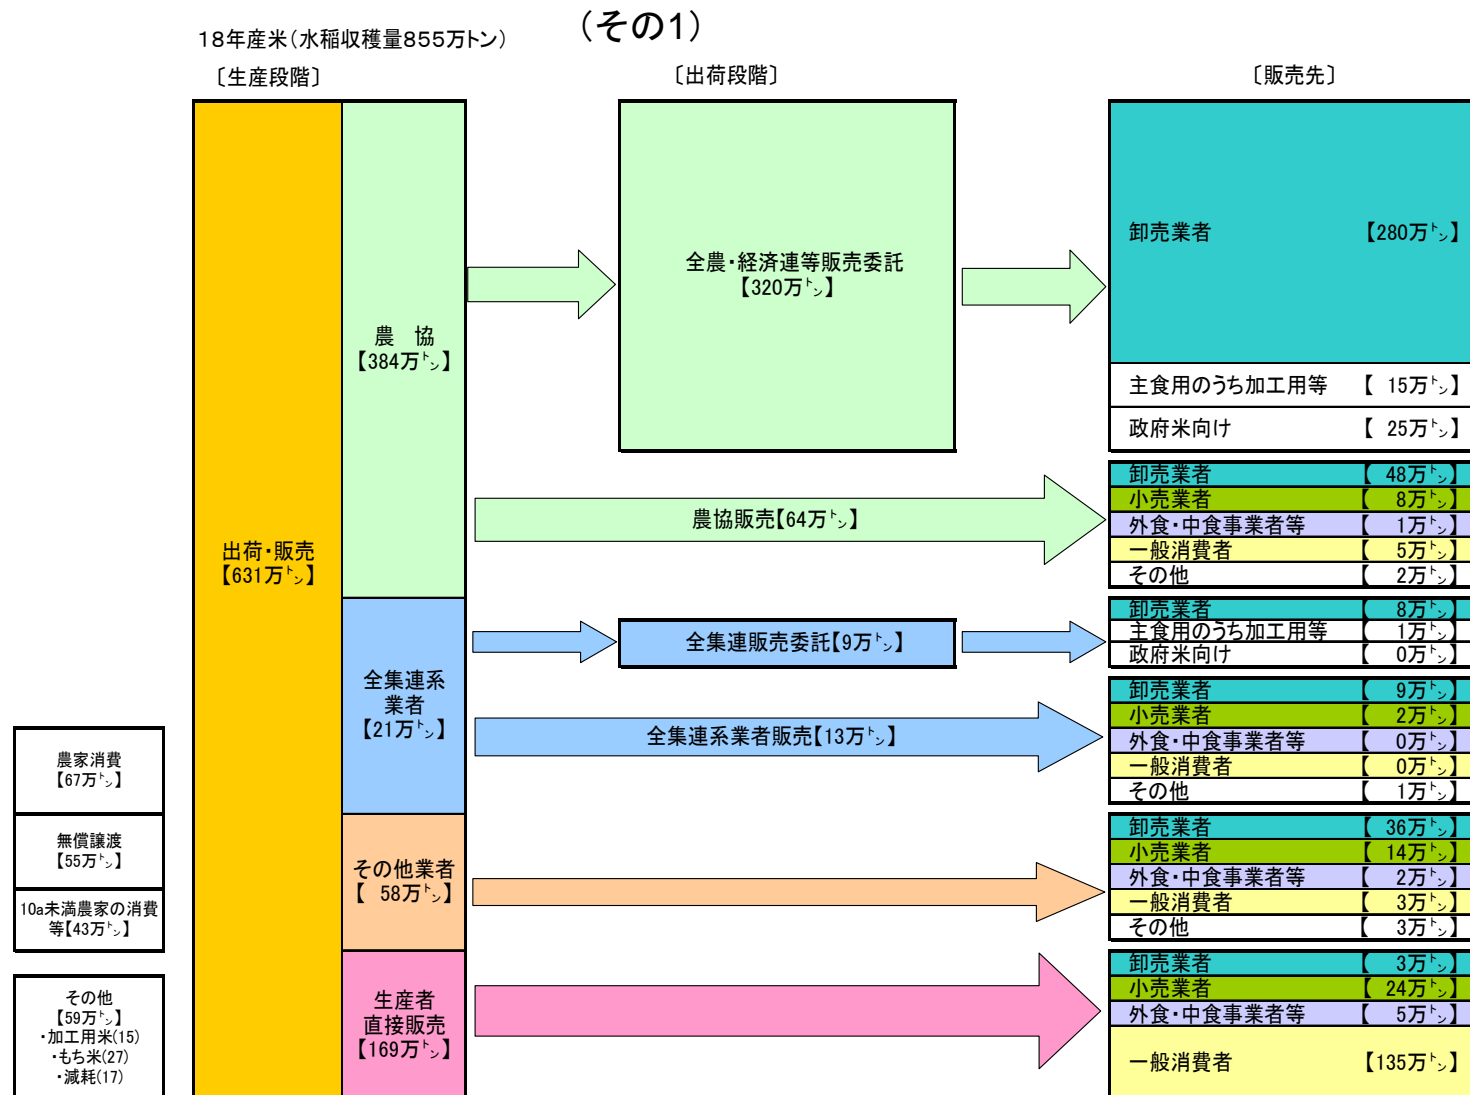 (その1)
18年産米(水稲収穫量855万トン)
〔生産段階〕
〔出荷段階〕
〔販売先〕
出荷・販売
【631万トン】
農　協
【384万トン】
全集連系
業者
【21万トン】
その他業者
【 58万トン】
生産者
直接販売
【169万トン】
農家消費
【67万トン】
無償譲渡
【55万トン】
10a未満農家の消費
等【43万トン】
その他
【59万トン】
・加工用米(15)
・もち米(27)
・減耗(17)
全農・経済連等販売委託
【320万トン】
農協販売【64万トン】
全集連販売委託【9万トン】
全集連系業者販売【13万トン】
卸売業者 【280万トン】
主食用のうち加工用等 【 15万トン】
政府米向け 【 25万トン】
卸売業者 【 48万トン】
小売業者 【 8万トン】
外食・中食事業者等 【 1万トン】
一般消費者 【 5万トン】
その他 【 2万トン】
卸売業者 【 8万トン】
主食用のうち加工用等 【 1万トン】
政府米向け 【 0万トン】
卸売業者 【 9万トン】
小売業者 【 2万トン】
外食・中食事業者等 【 0万トン】
一般消費者 【 0万トン】
その他 【 1万トン】
卸売業者 【 36万トン】
小売業者 【 14万トン】
外食・中食事業者等 【 2万トン】
一般消費者 【 3万トン】
その他 【 3万トン】
卸売業者 【 3万トン】
小売業者 【 24万トン】
外食・中食事業者等 【 5万トン】
一般消費者 【135万トン】